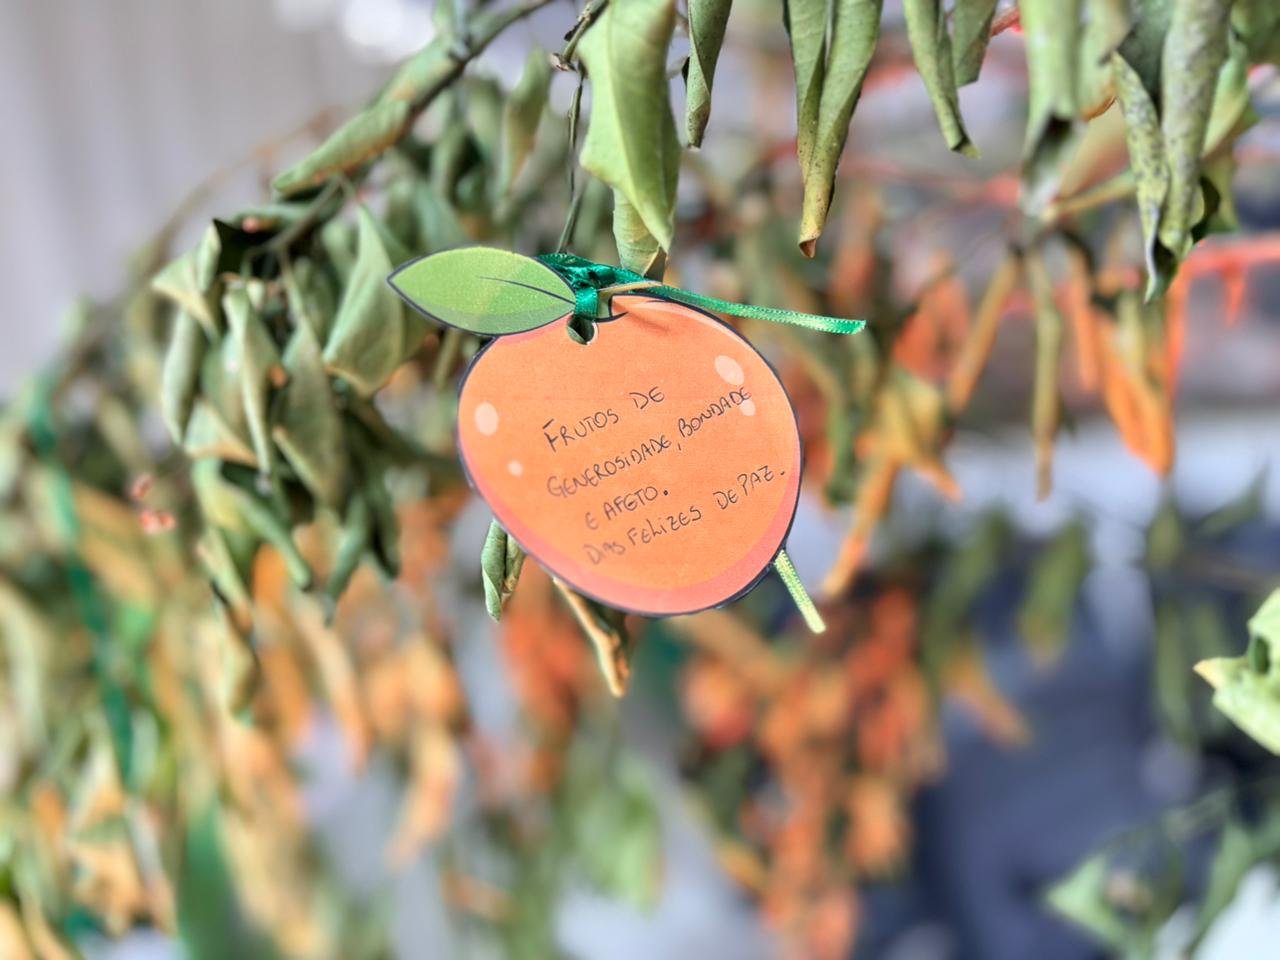 FRUTOS DE
GENEROSIDADE, BONDADE
E AFETO.
DIAS FELIZES DE PAZ.